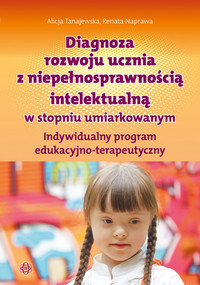 Alicja Tanajewska, Renata Naprawa
Diagnoza
rozwoju ucznia
z niepełnosprawnością
intelektualną
w stopniu umiarkowanym
Indywidualny program
edukacyjno-terapeutyczny